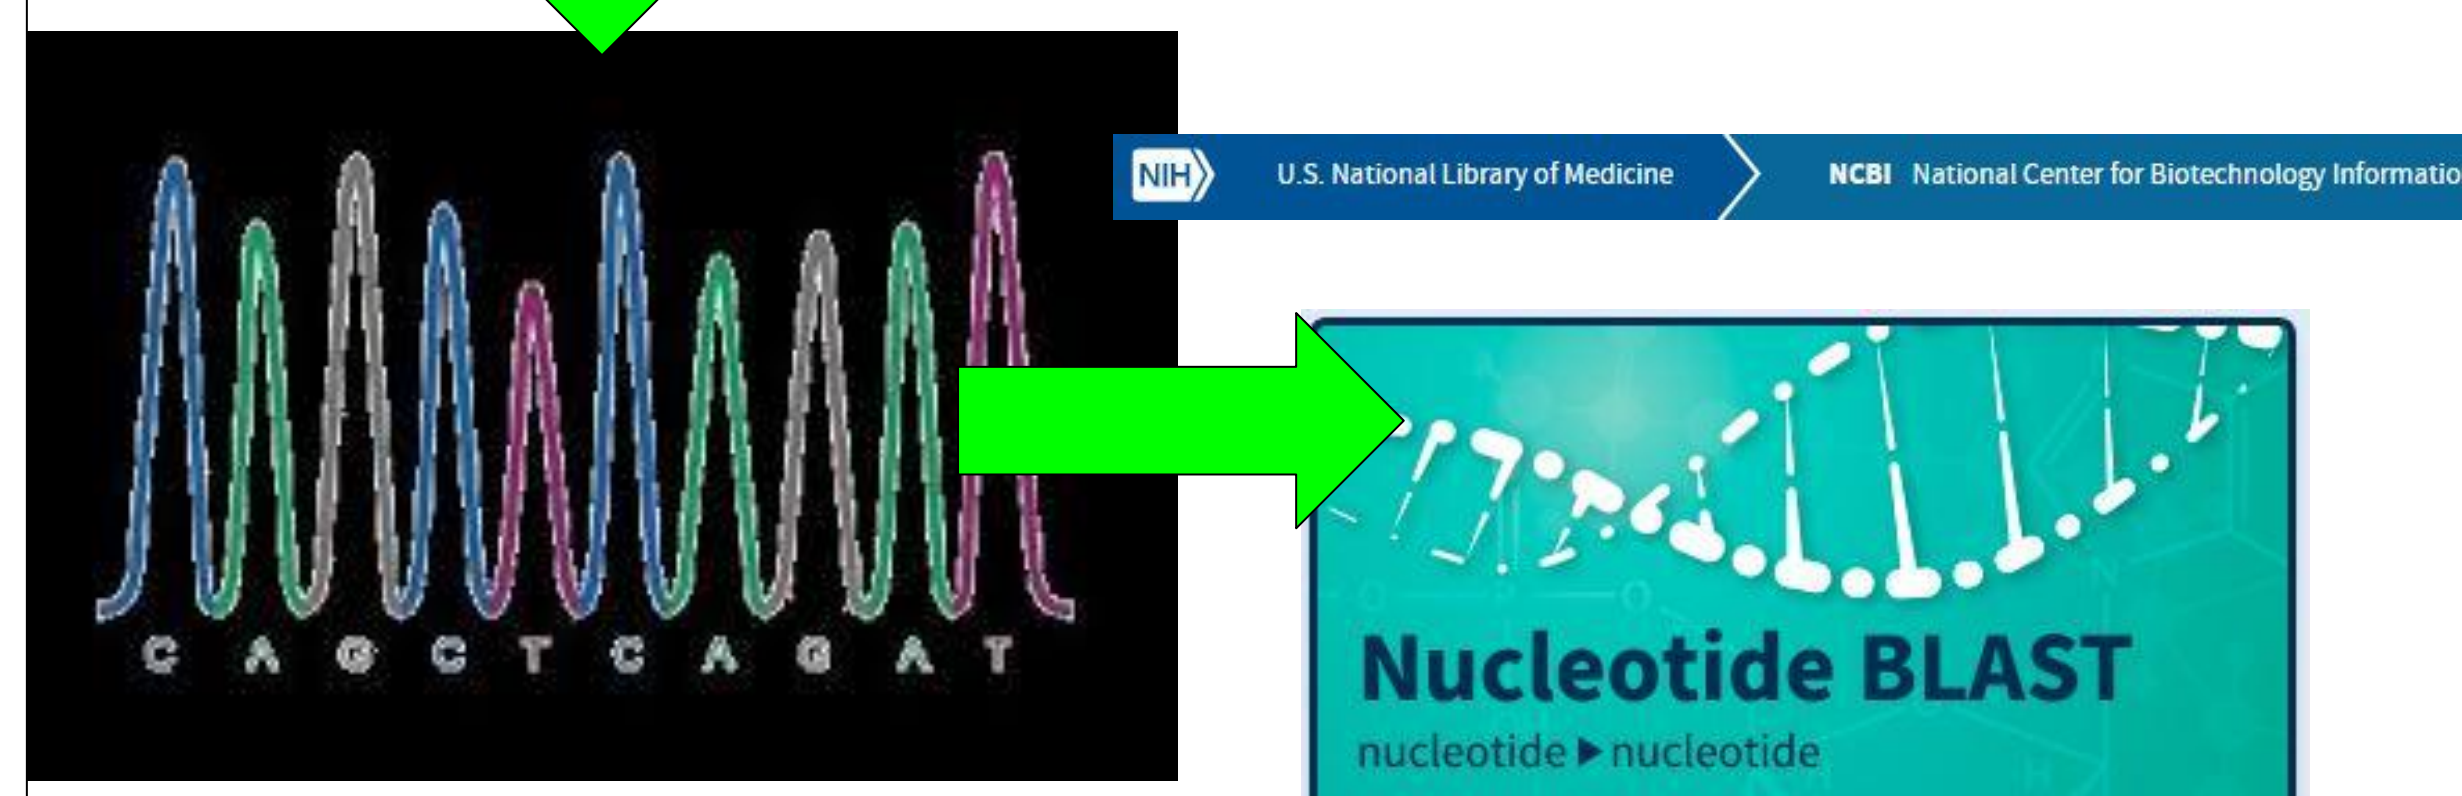 NIH U.S. National Library of Medicine NCBI National Center for Biotechnology Informatio
C A G C T C A G A T
Nucleotide BLAST
nucleotide ▶ nucleotide